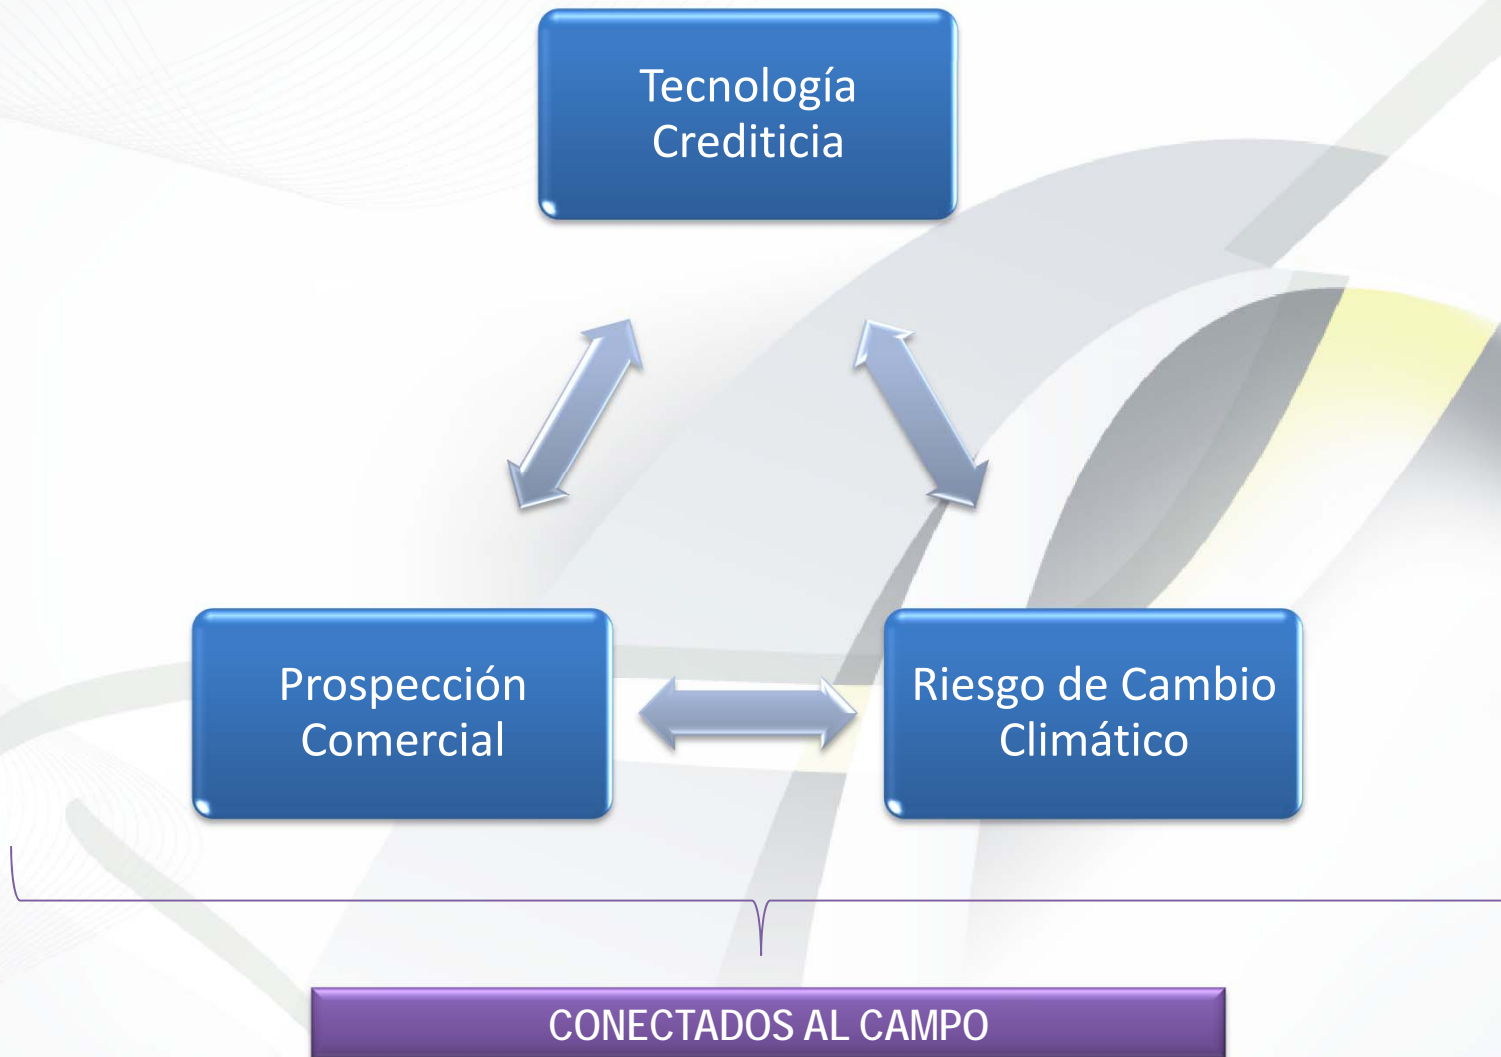 Tecnología
Crediticia
Prospección
Comercial
Riesgo de Cambio
Climático
CONECTADOS AL CAMPO